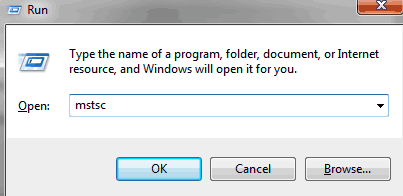 Run
Type the name of a program, folder, document, or Internet
resource, and Windows will open it for you.
Open: mstsc
OK Cancel Browse...